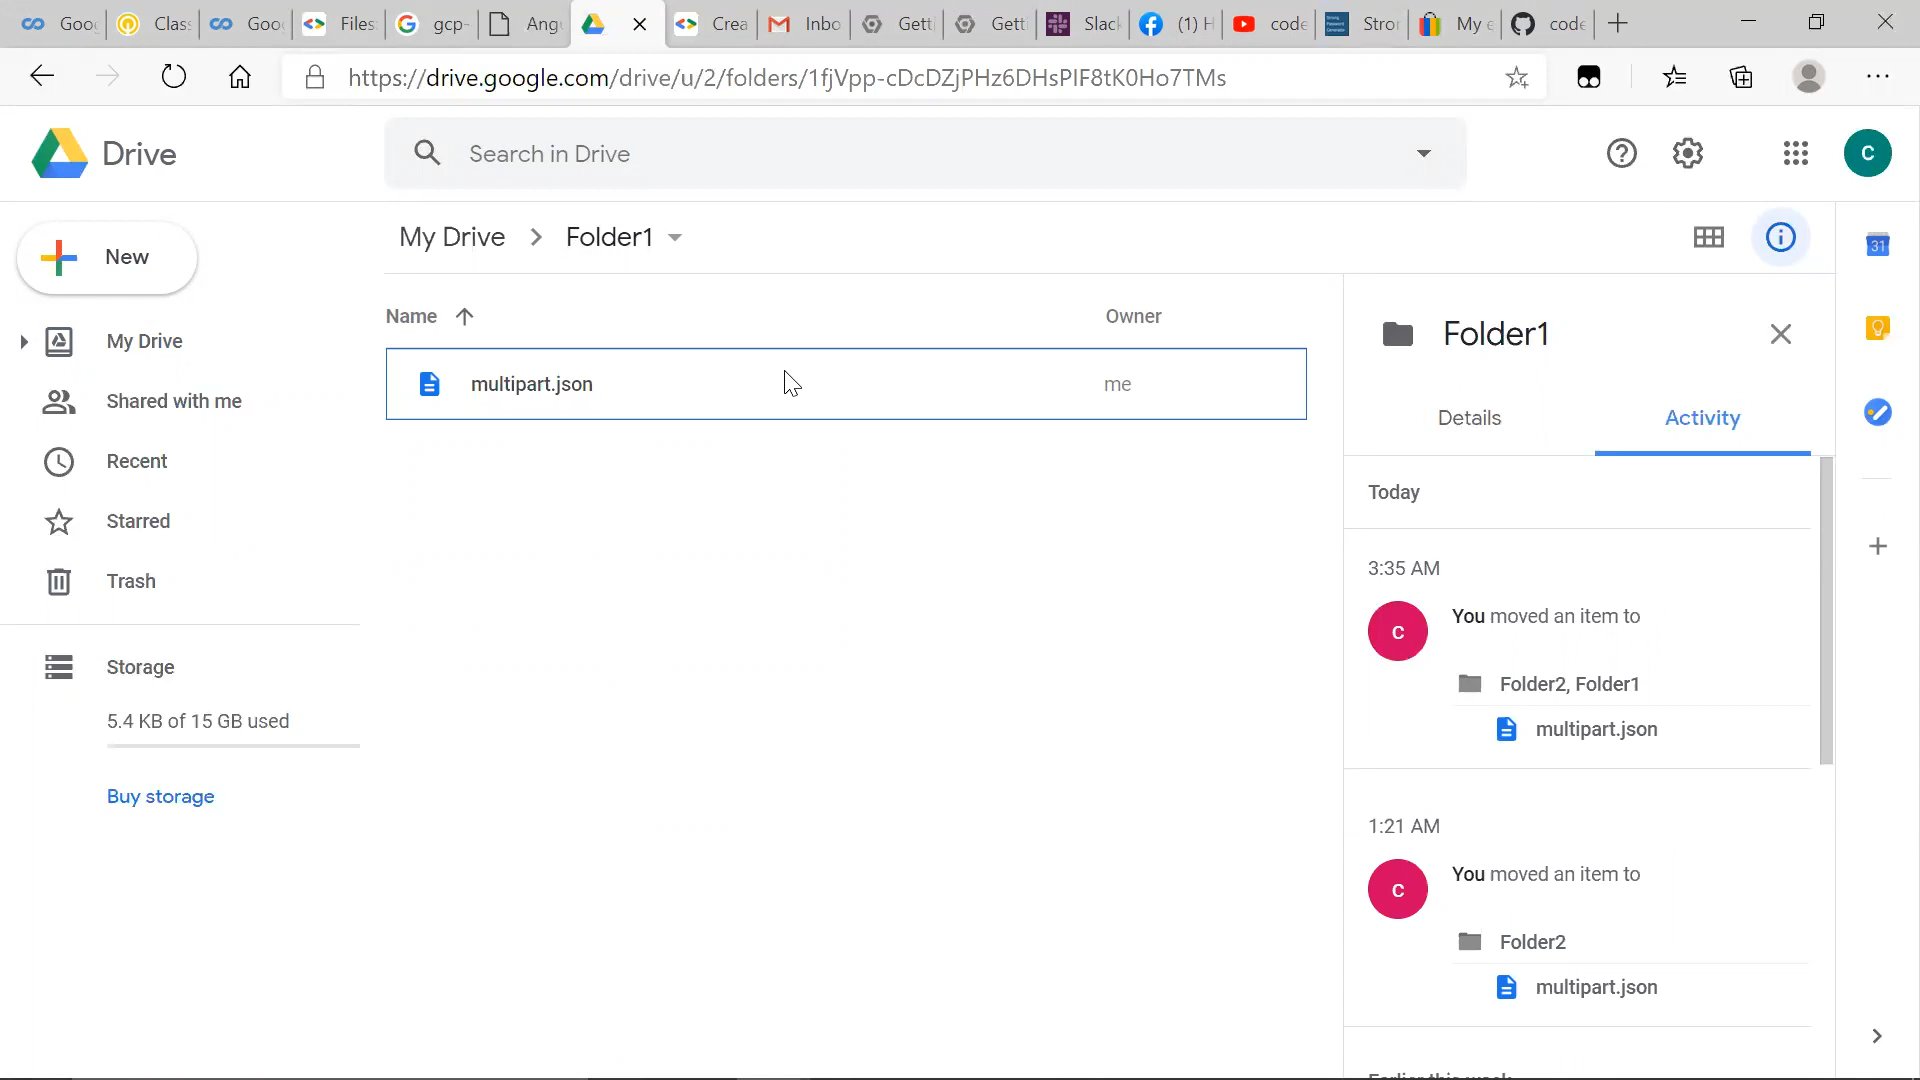 Goo
Clas
Goo
Files
gcp-
Ang
Crea
Inbo
Getti
Getti
Slack
(1) H
code
Stror
My e
code
https://drive.google.com/drive/u/2/folders/1fjVpp-cDcDZjPHz6DHsPIF8tK0Ho7TMs
Drive
Search in Drive
C
New
My Drive
Shared with me
Recent
Starred
Trash
Storage
5.4 KB of 15 GB used
Buy storage
My Drive > Folder1
Name
Owner
multipart.json
me
Folder1
Details
Activity
Today
3:35 AM
C
You moved an item to
Folder2, Folder1
multipart.json
1:21 AM
C
You moved an item to
Folder2
multipart.json
31